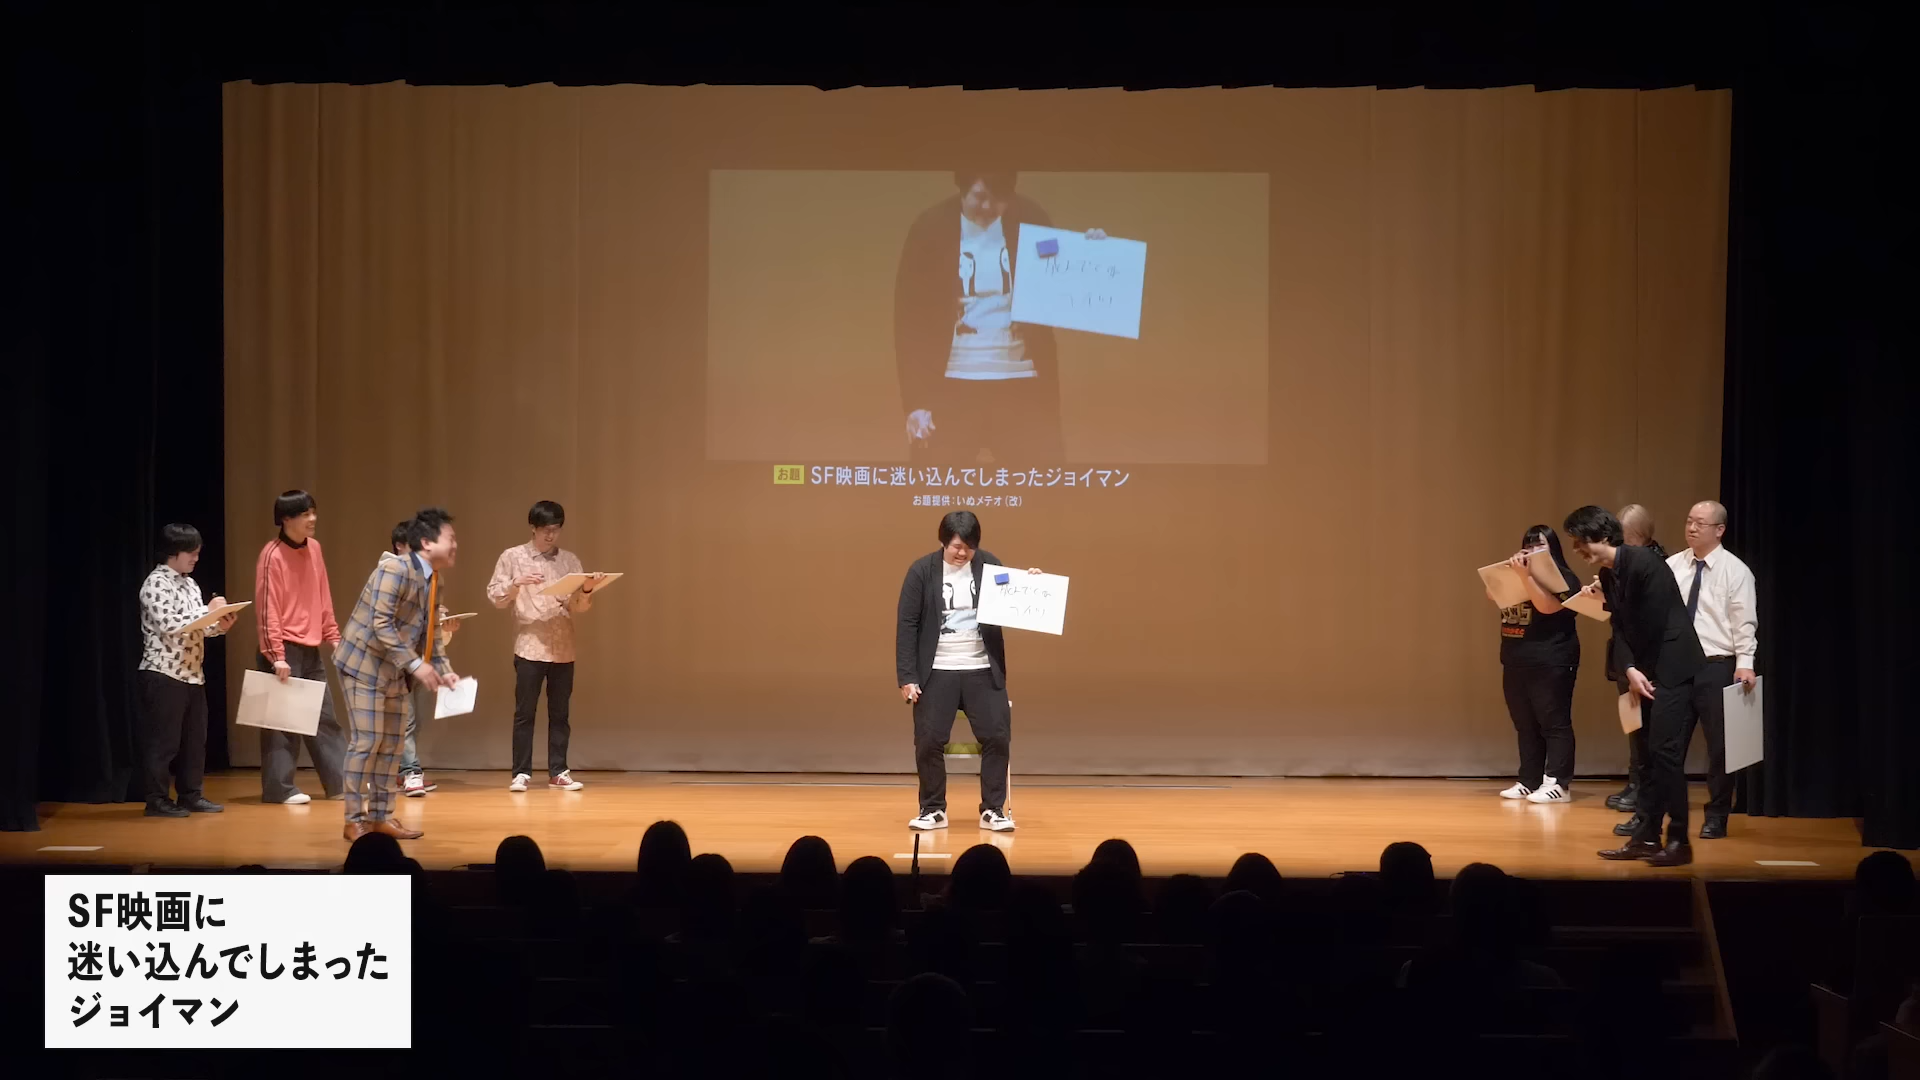 お題 SF映画に迷い込んでしまったジョイマン
お題提供：いぬメテオ（改）
SF映画に
迷い込んでしまった
ジョイマン